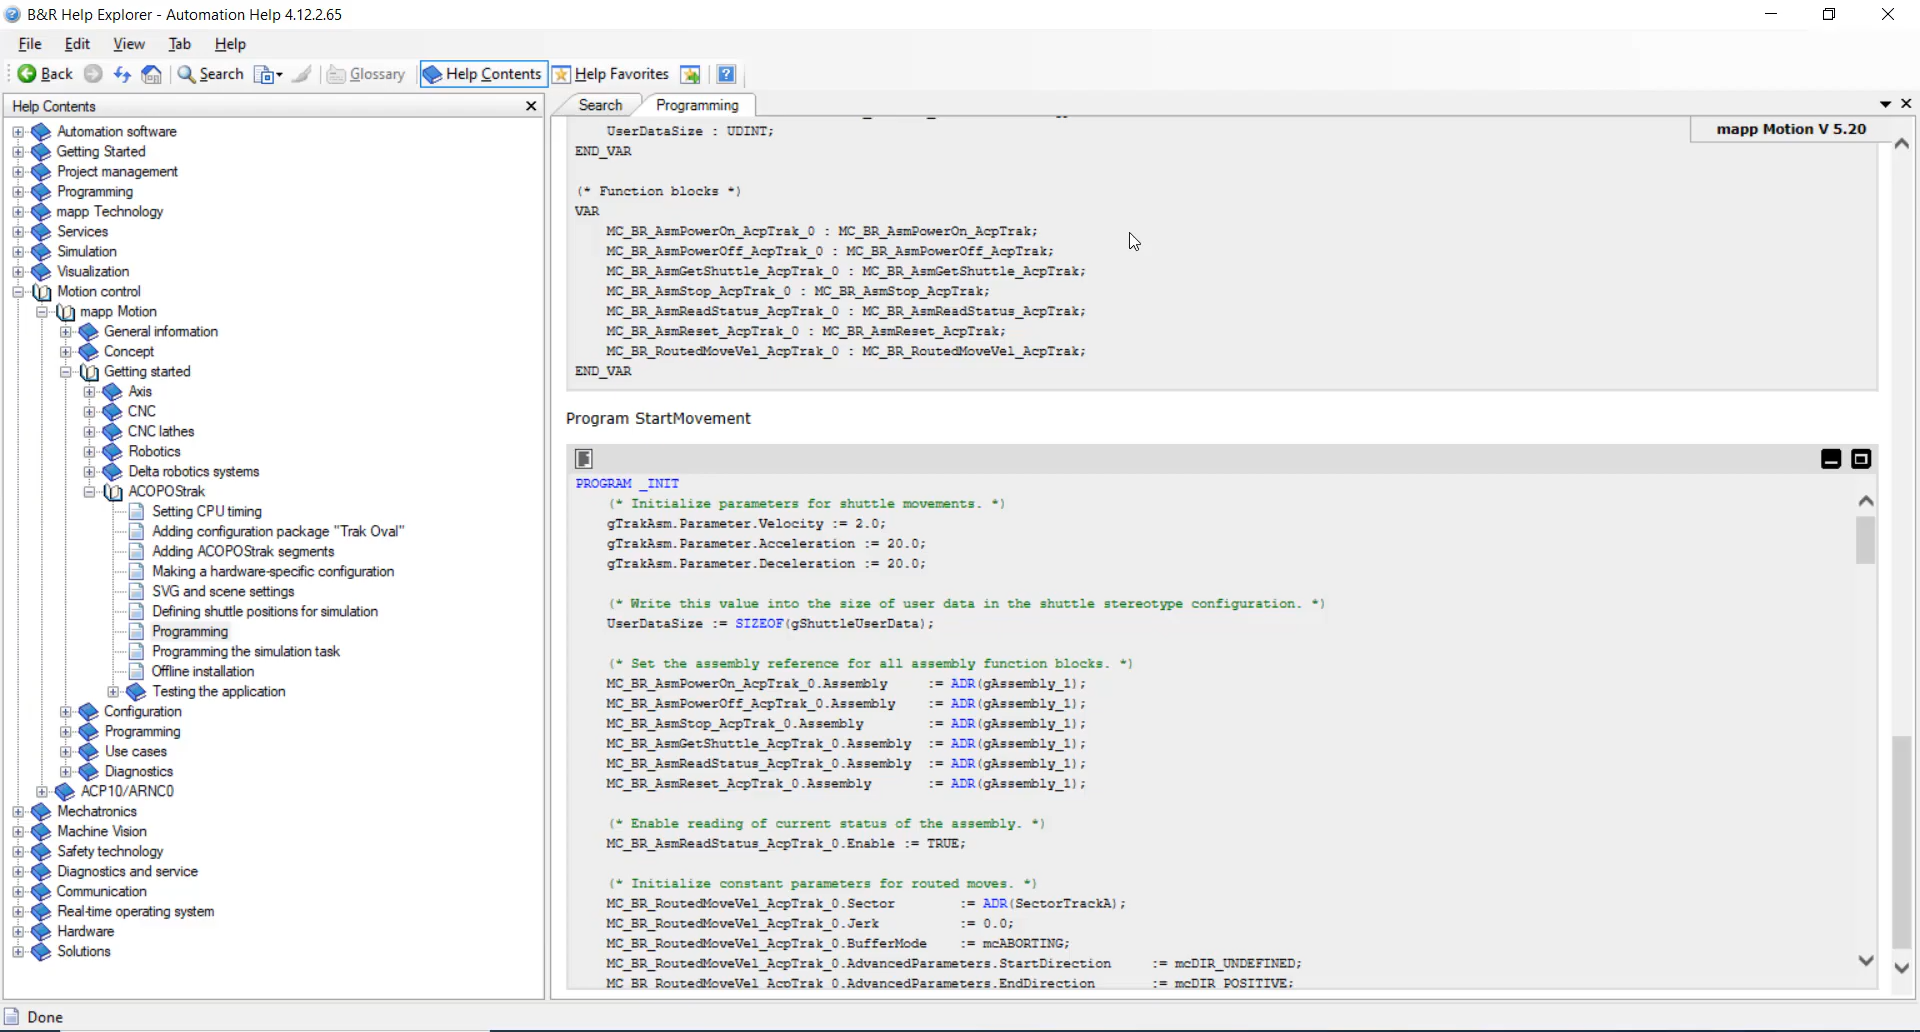 B&R Help Explorer - Automation Help 4.12.2.65
File Edit View Tab Help
Back Search Glossary Help Contents Help Favorites
Help Contents
Automation software
Getting Started
Project management
Programming
mapp Technology
Services
Simulation
Visualization
Motion control
mapp Motion
General information
Concept
Getting started
Axis
CNC
CNC lathes
Robotics
Delta robotics systems
ACOPOStrak
Setting CPU timing
Adding configuration package "Trak Oval"
Adding ACOPOStrak segments
Making a hardware-specific configuration
SVG and scene settings
Defining shuttle positions for simulation
Programming
Programming the simulation task
Offline installation
Testing the application
Configuration
Programming
Use cases
Diagnostics
ACP10/ARNC0
Mechatronics
Machine Vision
Safety technology
Diagnostics and service
Communication
Real-time operating system
Hardware
Solutions
Search Programming
mapp Motion V 5.20
UserDataSize : UDINT;
END_VAR
(* Function blocks *)
VAR
MC_BR_AsmPowerOn_AcpTrak_0 : MC_BR_AsmPowerOn_AcpTrak;
MC_BR_AsmPowerOff_AcpTrak_0 : MC_BR_AsmPowerOff_AcpTrak;
MC_BR_AsmGetShuttle_AcpTrak_0 : MC_BR_AsmGetShuttle_AcpTrak;
MC_BR_AsmStop_AcpTrak_0 : MC_BR_AsmStop_AcpTrak;
MC_BR_AsmReadStatus_AcpTrak_0 : MC_BR_AsmReadStatus_AcpTrak;
MC_BR_AsmReset_AcpTrak_0 : MC_BR_AsmReset_AcpTrak;
MC_BR_RoutedMoveVel_AcpTrak_0 : MC_BR_RoutedMoveVel_AcpTrak;
END_VAR
Program StartMovement
PROGRAM _INIT
(* Initialize parameters for shuttle movements. *)
gTrakAsm.Parameter.Velocity := 2.0;
gTrakAsm.Parameter.Acceleration := 20.0;
gTrakAsm.Parameter.Deceleration := 20.0;
(* Write this value into the size of user data in the shuttle stereotype configuration. *)
UserDataSize := SIZEOF(gShuttleUserData);
(* Set the assembly reference for all assembly function blocks. *)
MC_BR_AsmPowerOn_AcpTrak_0.Assembly := ADR(gAssembly_1);
MC_BR_AsmPowerOff_AcpTrak_0.Assembly := ADR(gAssembly_1);
MC_BR_AsmStop_AcpTrak_0.Assembly := ADR(gAssembly_1);
MC_BR_AsmGetShuttle_AcpTrak_0.Assembly := ADR(gAssembly_1);
MC_BR_AsmReadStatus_AcpTrak_0.Assembly := ADR(gAssembly_1);
MC_BR_AsmReset_AcpTrak_0.Assembly := ADR(gAssembly_1);
(* Enable reading of current status of the assembly. *)
MC_BR_AsmReadStatus_AcpTrak_0.Enable := TRUE;
(* Initialize constant parameters for routed moves. *)
MC_BR_RoutedMoveVel_AcpTrak_0.Sector := ADR(SectorTrackA);
MC_BR_RoutedMoveVel_AcpTrak_0.Jerk := 0.0;
MC_BR_RoutedMoveVel_AcpTrak_0.BufferMode := mcABORTING;
MC_BR_RoutedMoveVel_AcpTrak_0.AdvancedParameters.StartDirection := mcDIR_UNDEFINED;
MC_BR_RoutedMoveVel_AcpTrak_0.AdvancedParameters.EndDirection := mcDIR_POSITIVE;
Done